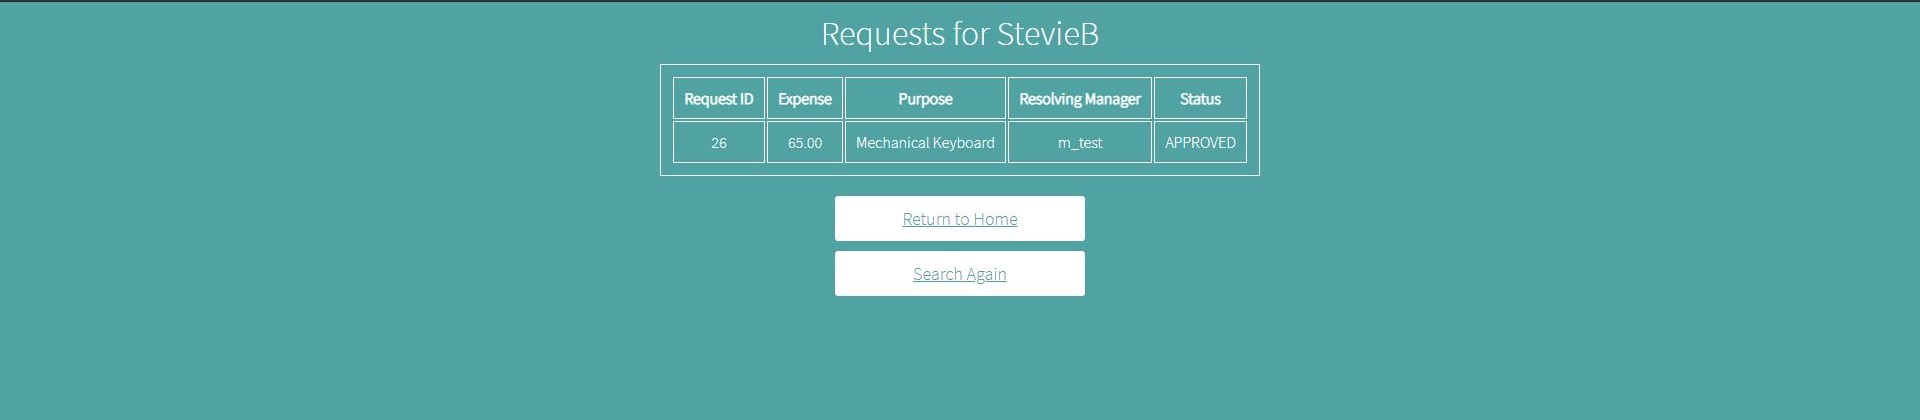 Requests for StevieB
Request ID Expense Purpose Resolving Manager Status
26 65.00 Mechanical Keyboard m_test APPROVED
Return to Home
Search Again